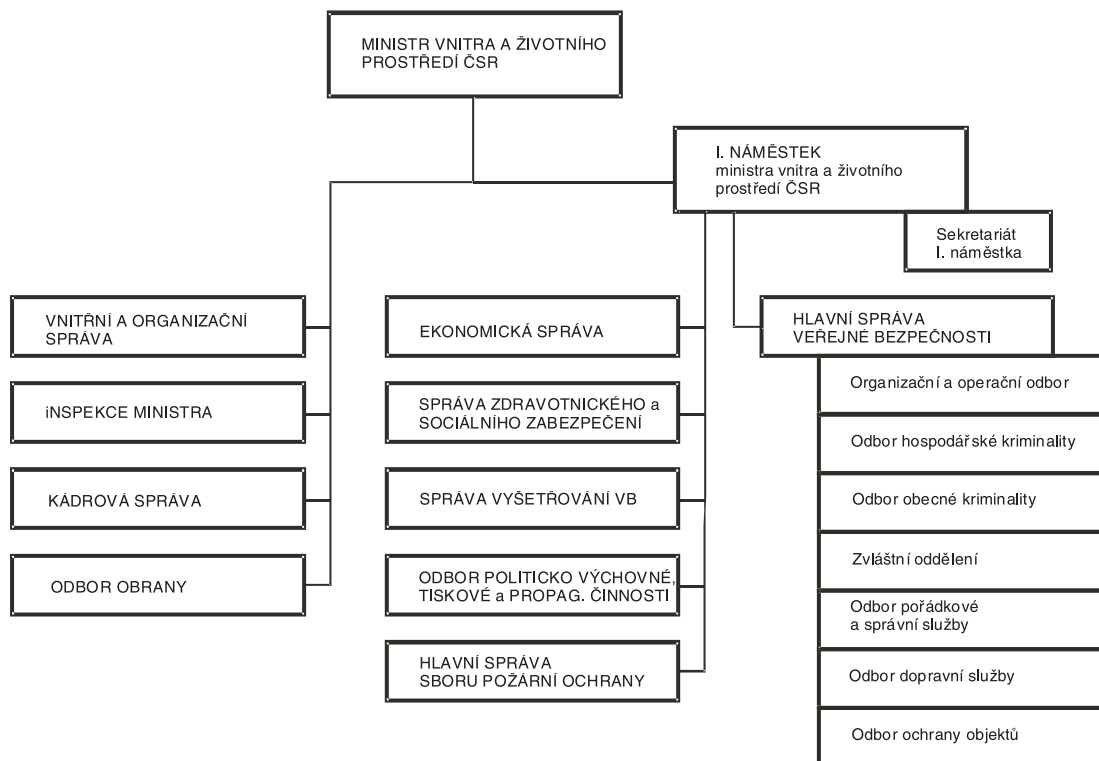 MINISTR VNITRA A ŽIVOTNÍHO
PROSTŘEDÍ ČSR
I. NÁMĚSTEK
ministra vnitra a životního
prostředí ČSR
Sekretariát
I. náměstka
VNITŘNÍ A ORGANIZAČNÍ
SPRÁVA
iNSPEKCE MINISTRA
KÁDROVÁ SPRÁVA
ODBOR OBRANY
EKONOMICKÁ SPRÁVA
SPRÁVA ZDRAVOTNICKÉHO a
SOCIÁLNÍHO ZABEZPEČENÍ
SPRÁVA VYŠETŘOVÁNÍ VB
ODBOR POLITICKO VÝCHOVNÉ,
TISKOVÉ a PROPAG. ČINNOSTI
HLAVNÍ SPRÁVA
SBORU POŽÁRNÍ OCHRANY
HLAVNÍ SPRÁVA
VEŘEJNÉ BEZPEČNOSTI
Organizační a operační odbor
Odbor hospodářské kriminality
Odbor obecné kriminality
Zvláštní oddělení
Odbor pořádkové
a správní služby
Odbor dopravní služby
Odbor ochrany objektů